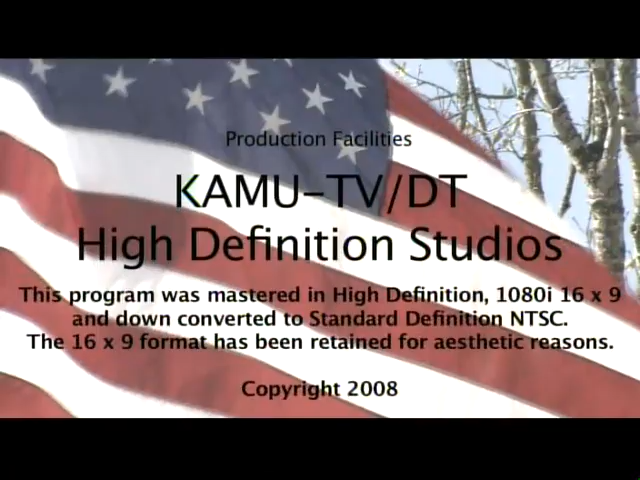 Production Facilities
KAMU-TV/DT
High Definition Studios
This program was mastered in High Definition, 1080i 16 x 9
and down converted to Standard Definition NTSC.
The 16 x 9 format has been retained for aesthetic reasons.
Copyright 2008